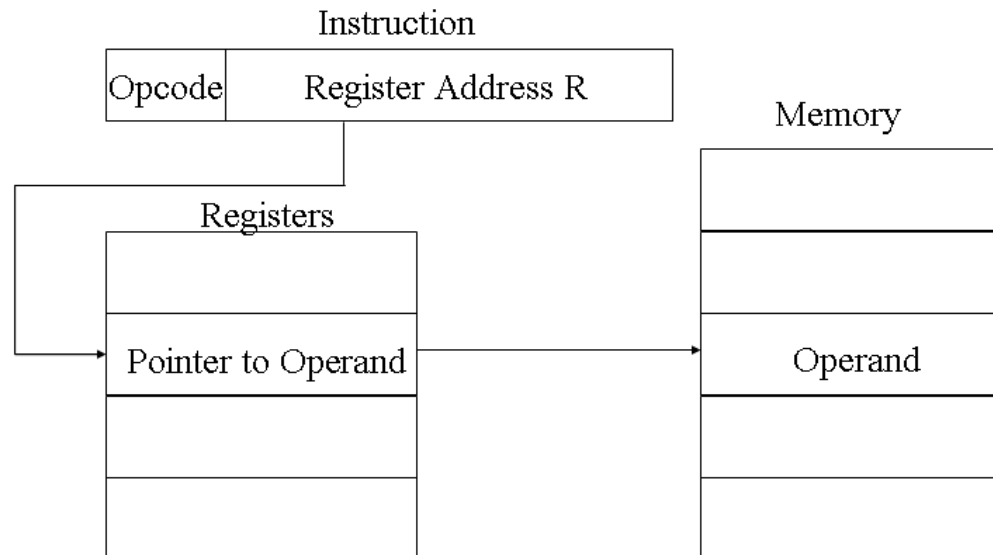 Instruction
Opcode Register Address R
Memory
Registers
Pointer to Operand
Operand